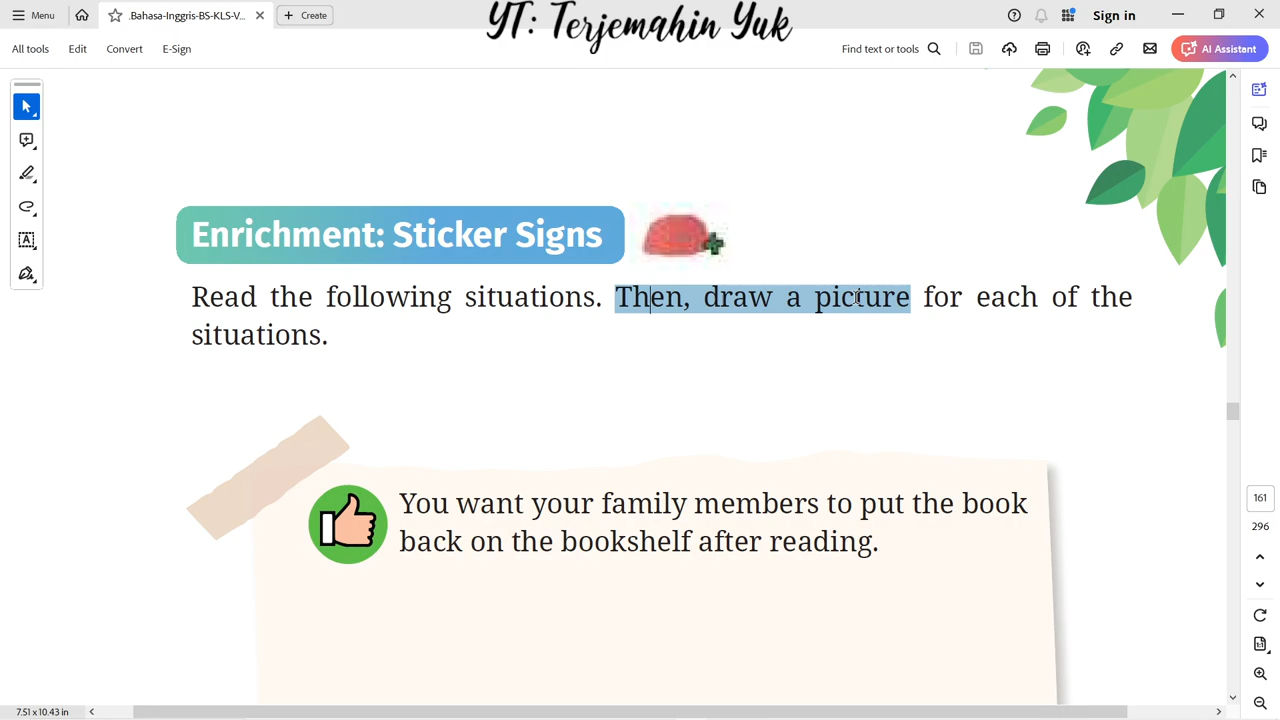 Menu
.Bahasa-Inggris-BS-KLS-V...
Create
YT: Terjemahin Yuk
Sign in
All tools
Edit
Convert
E-Sign
Find text or tools
AI Assistant
Enrichment: Sticker Signs
Read the following situations. Then, draw a picture for each of the
situations.
You want your family members to put the book
back on the bookshelf after reading.
161
296
7.51 x 10.43 in